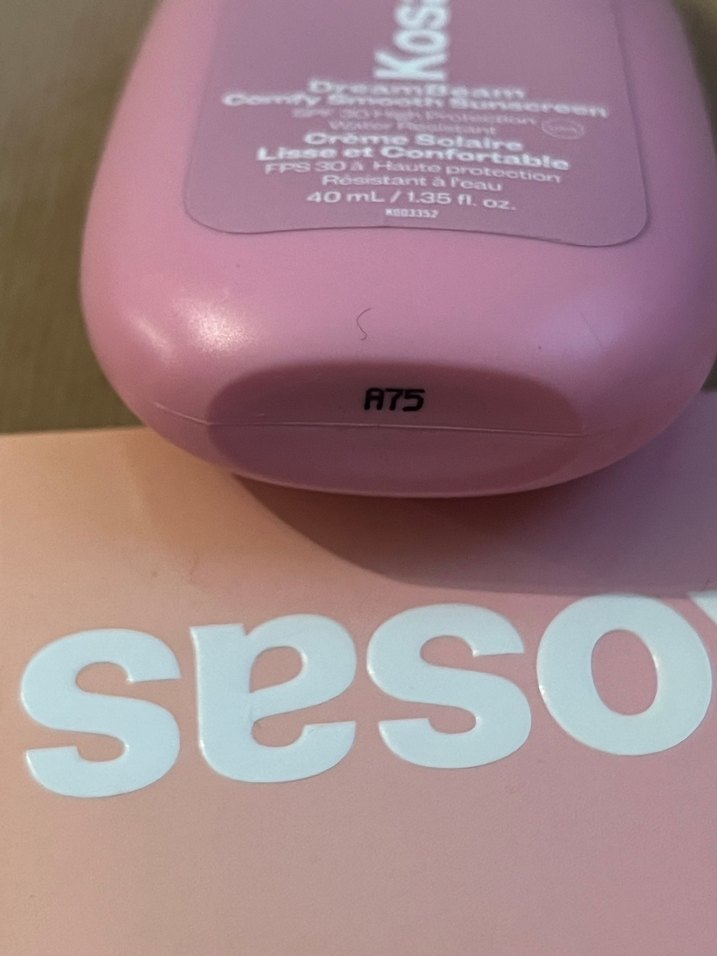 Kosa
DreamBeam
Comfy Smooth Sunscreen
SPF 30 High Protection
Water Resistant
Crème Solaire
Lisse et Confortable
FPS 30 à Haute protection
Résistant à l'eau
40 mL / 1.35 fl. oz.
K003352
A75
osas